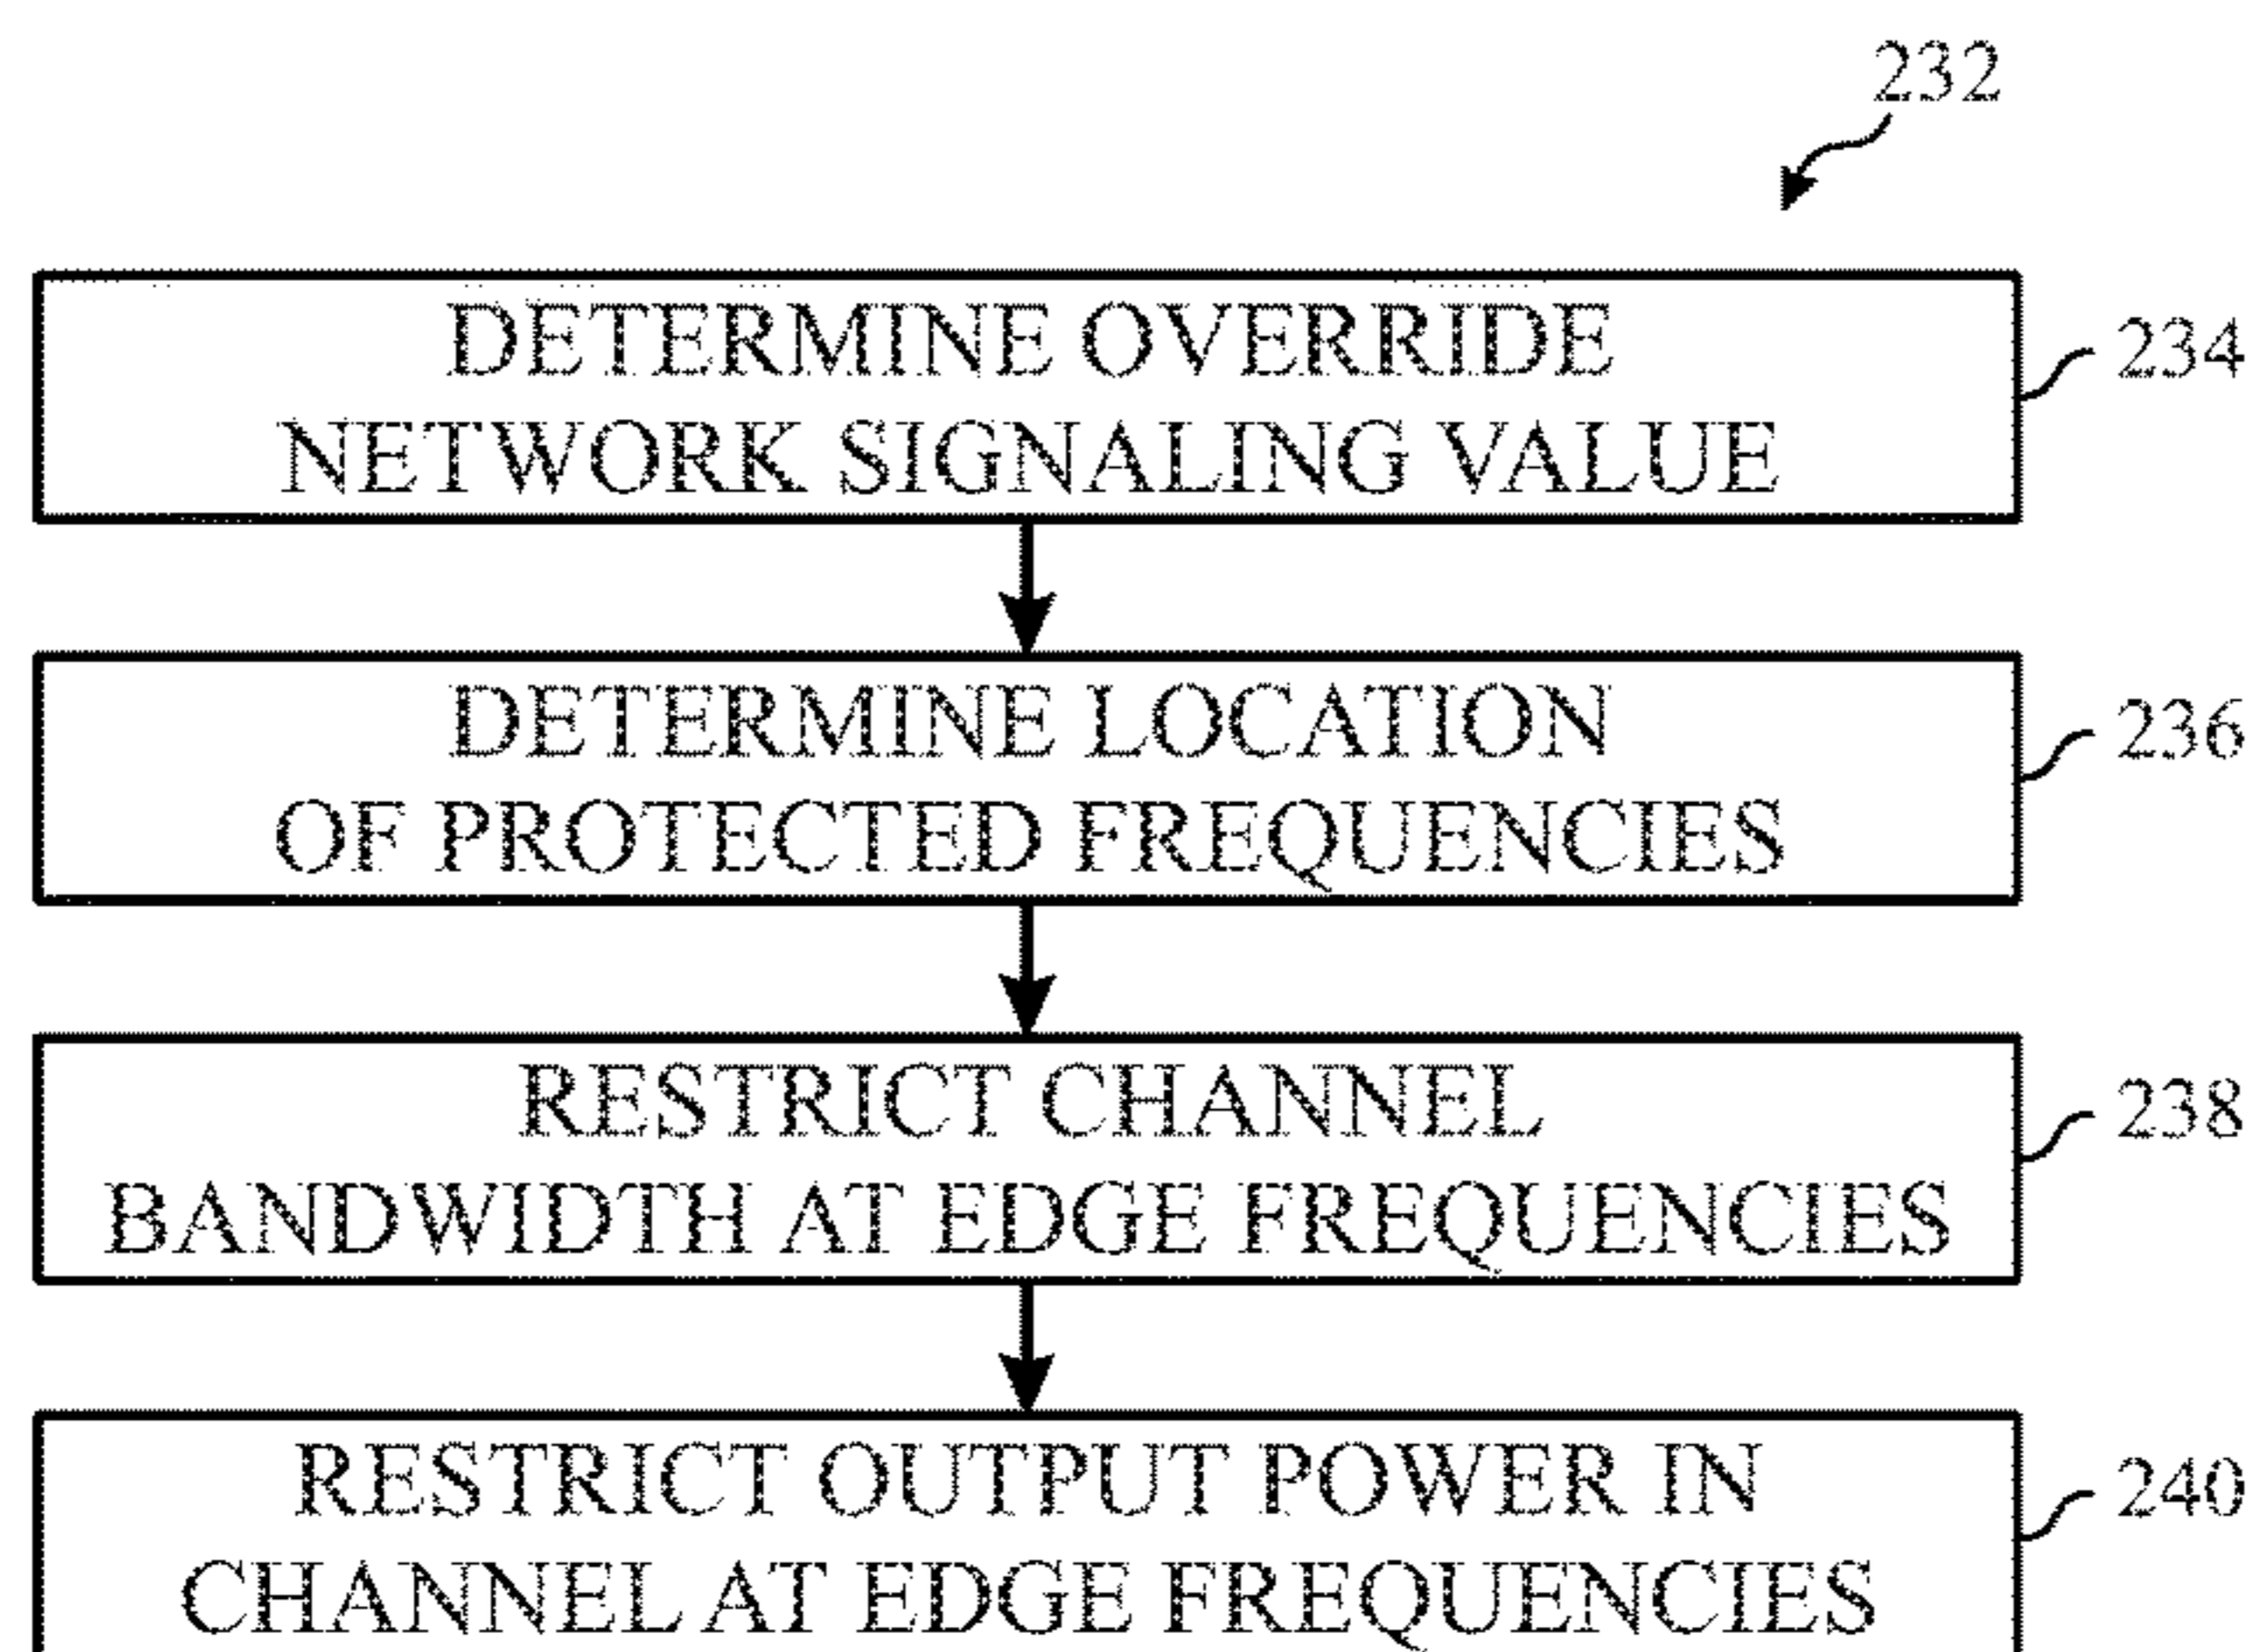 232
DETERMINE OVERRIDE
NETWORK SIGNALING VALUE
234
DETERMINE LOCATION
OF PROTECTED FREQUENCIES
236
RESTRICT CHANNEL
BANDWIDTH AT EDGE FREQUENCIES
238
RESTRICT OUTPUT POWER IN
CHANNEL AT EDGE FREQUENCIES
240